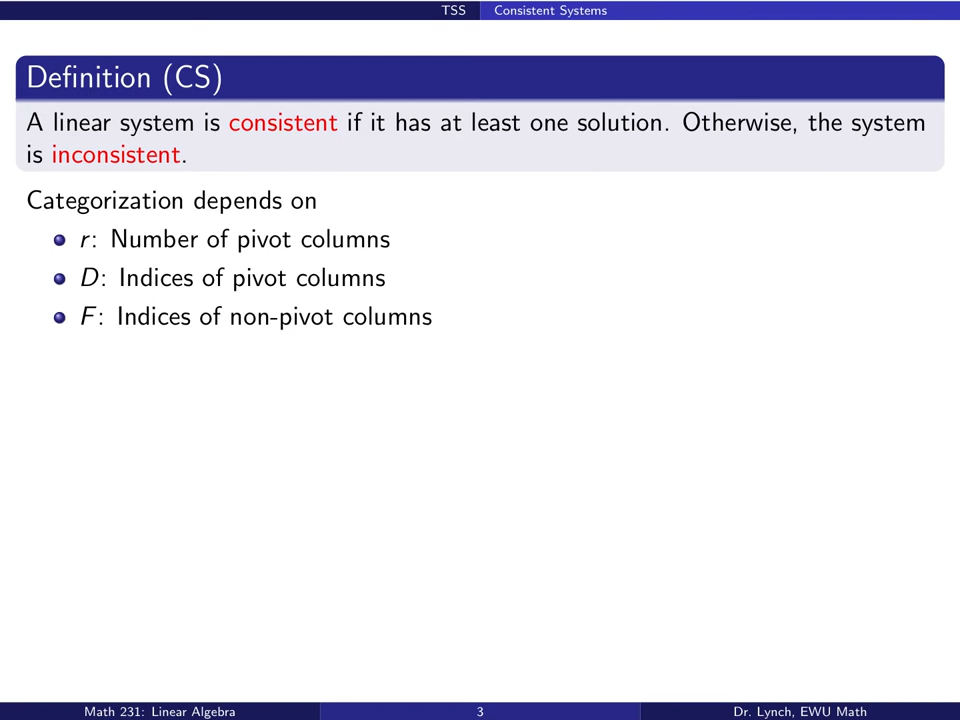 TSS Consistent Systems
Definition (CS)
A linear system is consistent if it has at least one solution. Otherwise, the system
is inconsistent.
Categorization depends on
r: Number of pivot columns
D: Indices of pivot columns
F: Indices of non-pivot columns
Math 231: Linear Algebra 3 Dr. Lynch, EWU Math